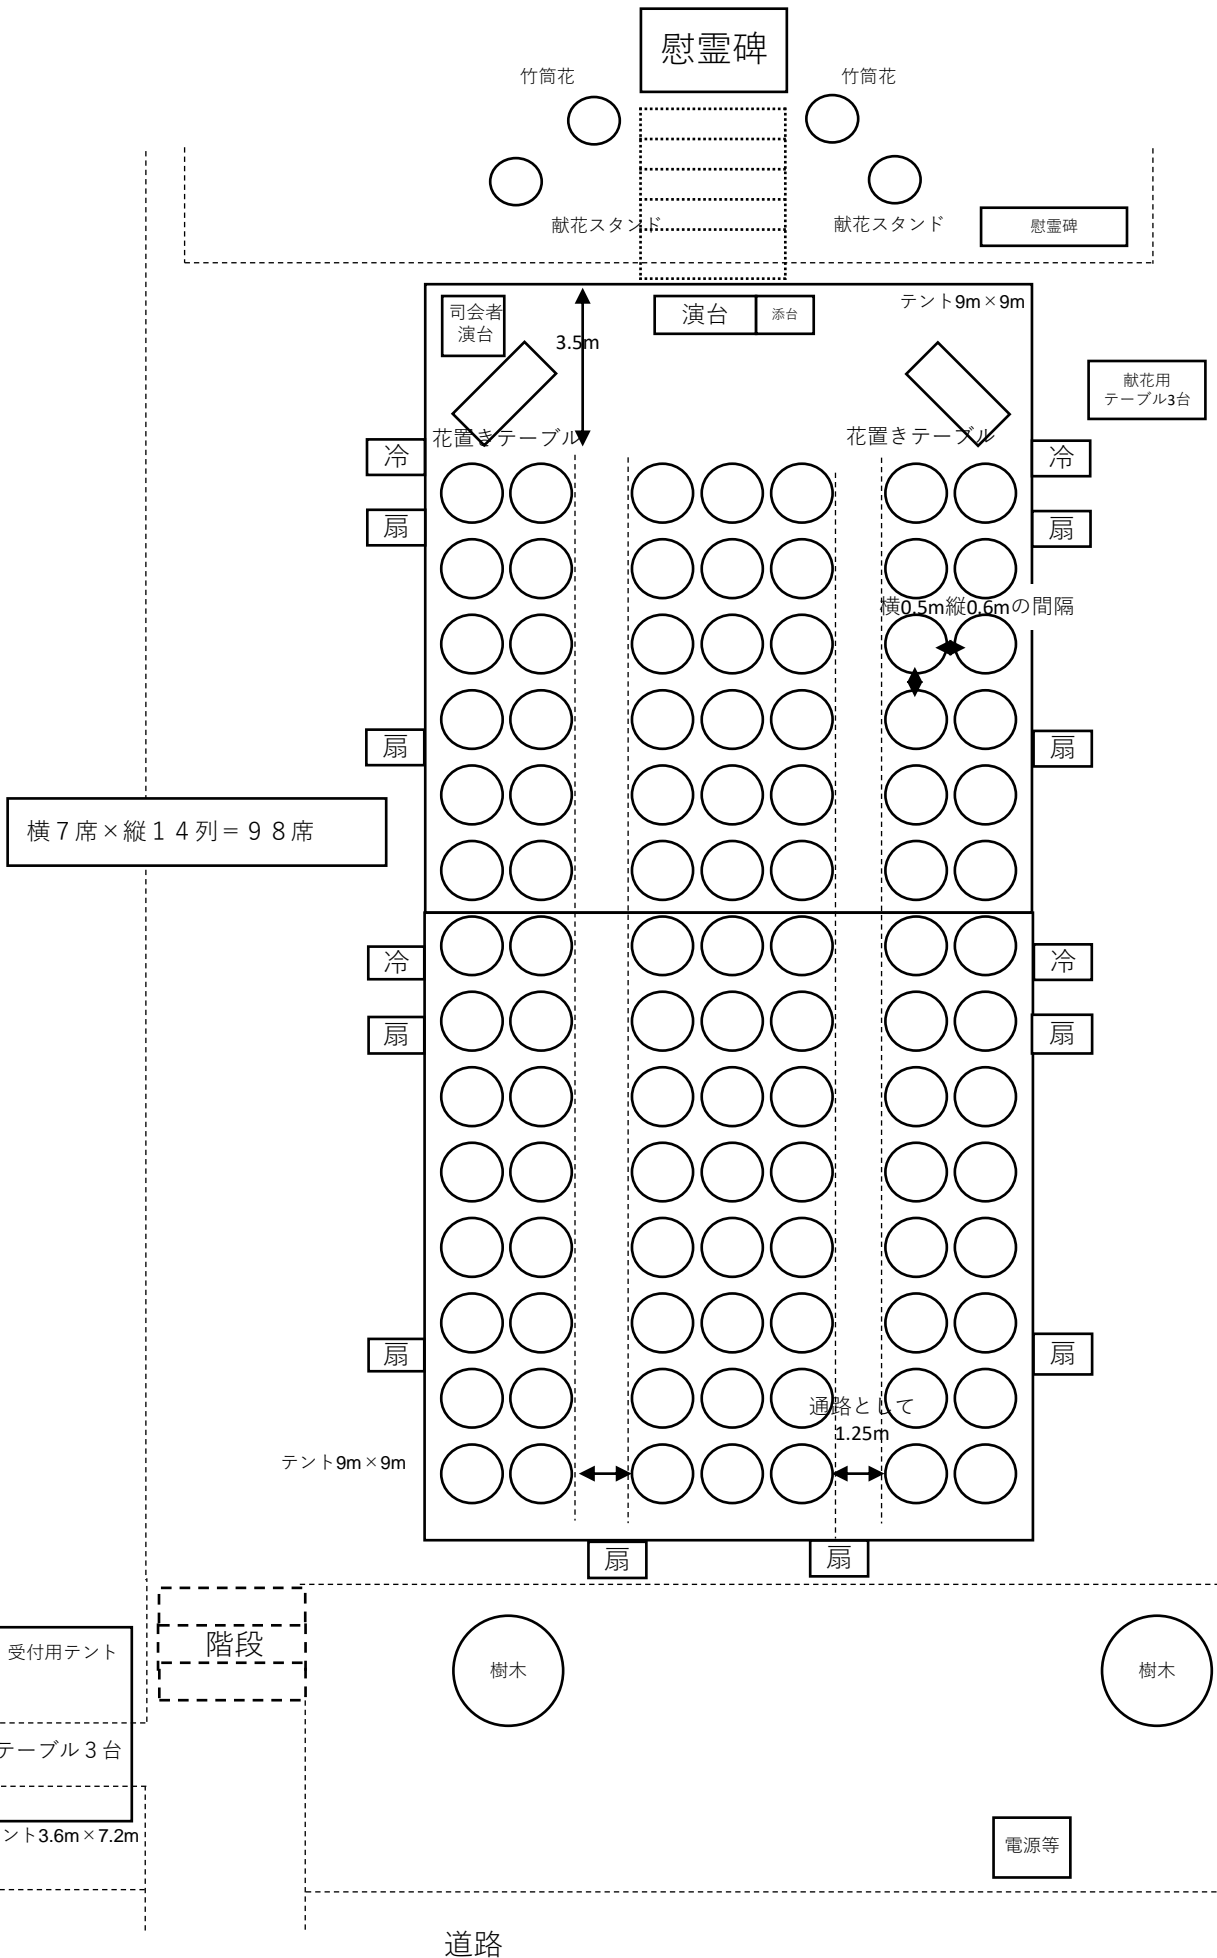 慰霊碑
竹筒花
竹筒花
献花スタンド
献花スタンド
慰霊碑
司会者
演台
3.5m
演台
添台
テント9m×9m
献花用
テーブル3台
花置きテーブル
花置きテーブル
冷
冷
扇
扇
横0.5m縦0.6mの間隔
扇
扇
横７席×縦１４列＝９８席
冷
冷
扇
扇
扇
扇
通路として
1.25m
テント9m×9m
扇
扇
階段
受付用テント
樹木
樹木
テーブル３台
ント3.6m×7.2m
電源等
道路